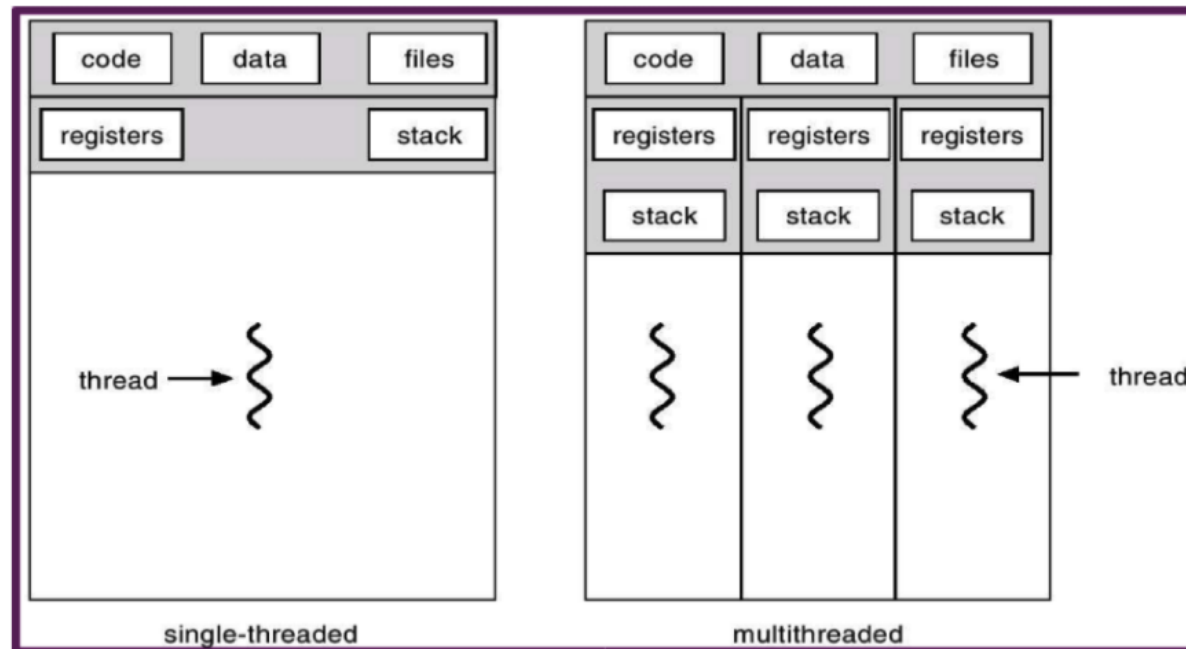 code data files
registers stack
thread
single-threaded
code data files
registers registers registers
stack stack stack
thread
multithreaded